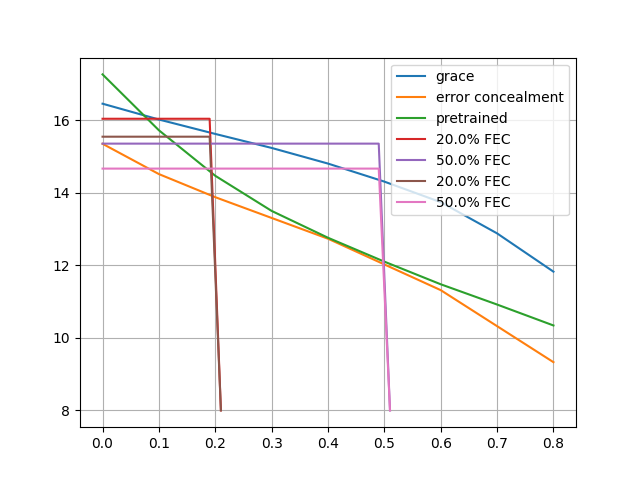 grace
error concealment
pretrained
20.0% FEC
50.0% FEC
20.0% FEC
50.0% FEC
16
14
12
10
8
0.0 0.1 0.2 0.3 0.4 0.5 0.6 0.7 0.8